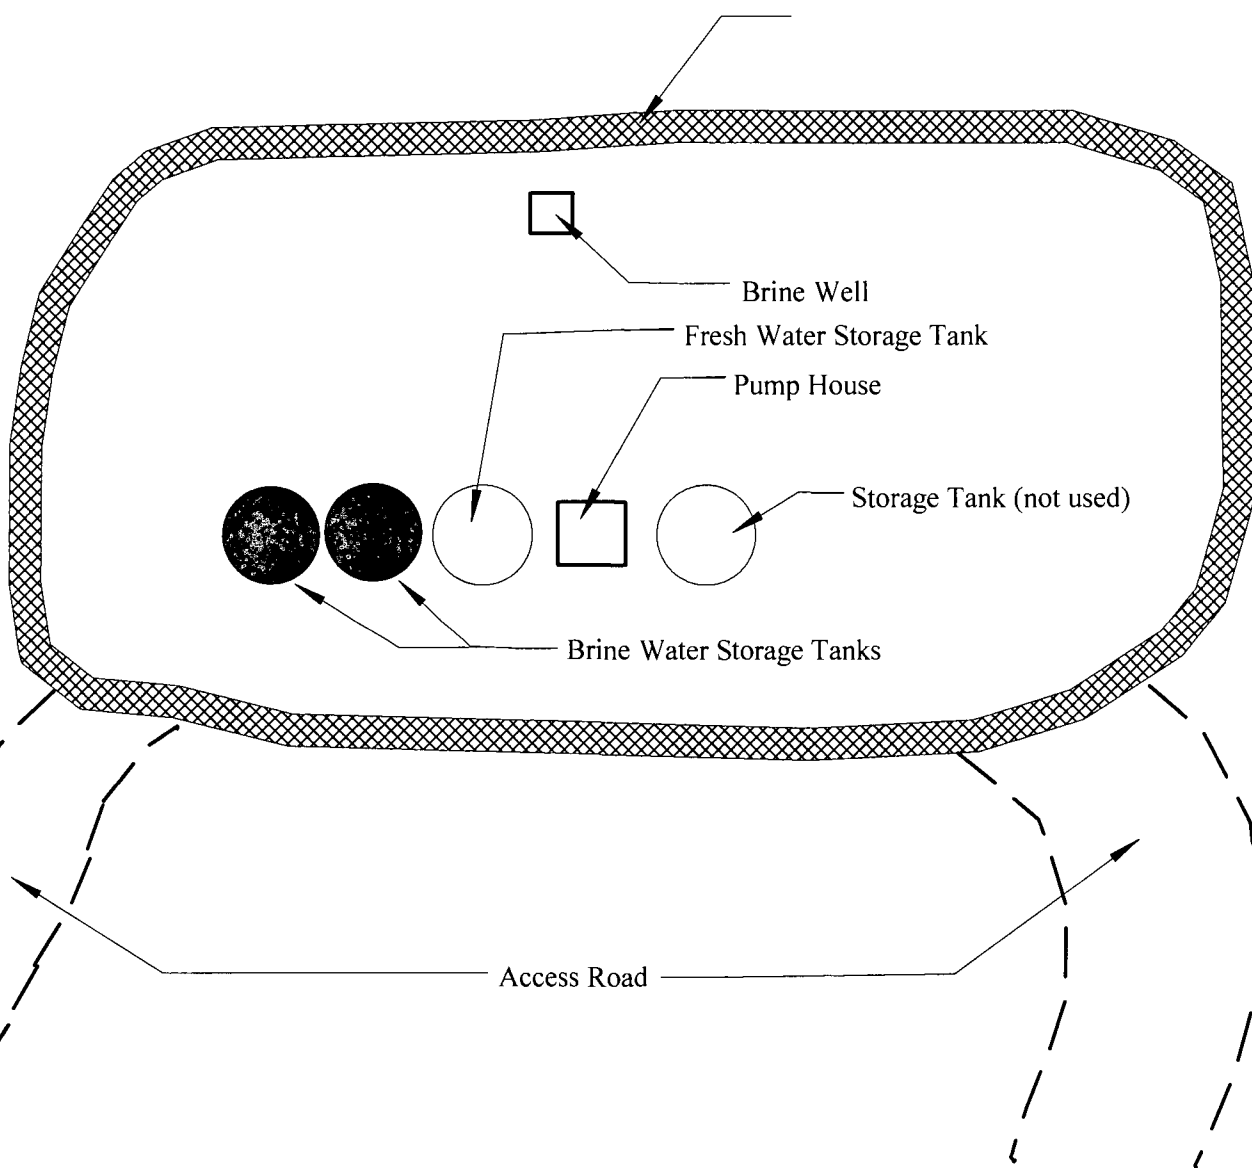 Brine Well
Fresh Water Storage Tank
Pump House
Storage Tank (not used)
Brine Water Storage Tanks
Access Road